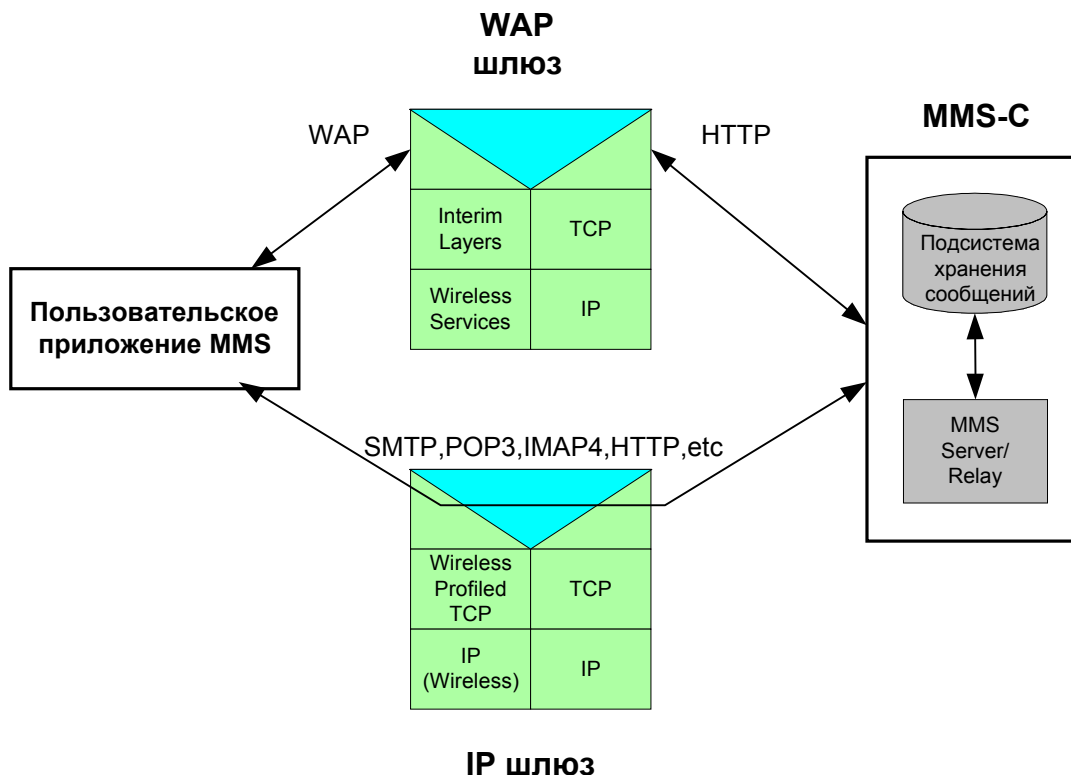 WAP
шлюз
WAP
HTTP
MMS-C
Interim
Layers
TCP
Wireless
Services
IP
Подсистема
хранения
сообщений
Пользовательское
приложение MMS
MMS
Server/
Relay
SMTP,POP3,IMAP4,HTTP,etc
Wireless
Profiled
TCP
TCP
IP
(Wireless)
IP
IP шлюз